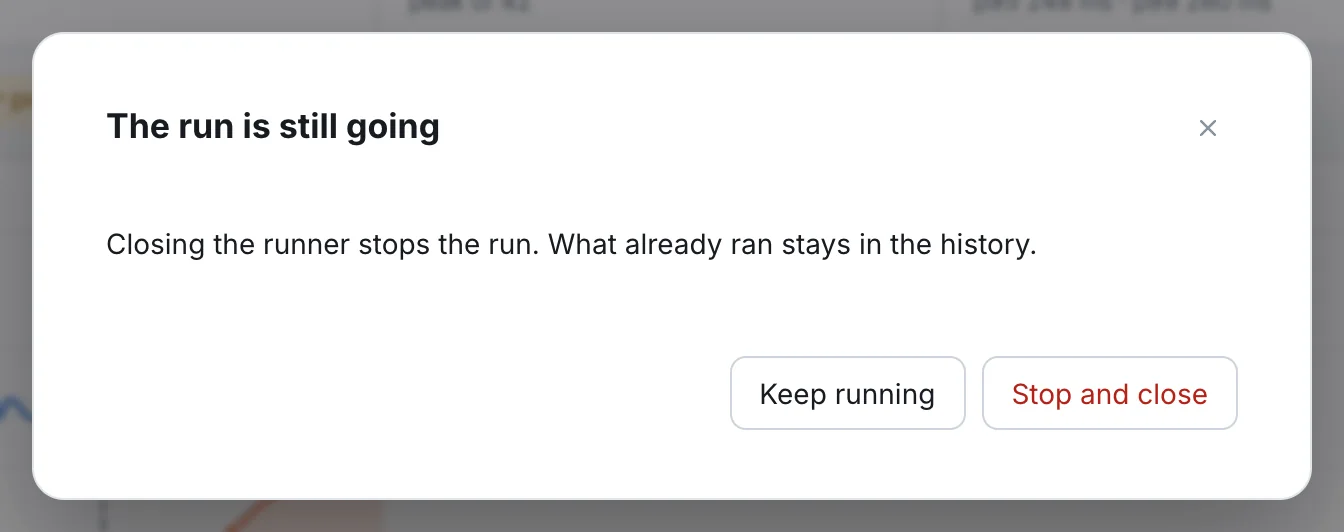 The run is still going
Closing the runner stops the run. What already ran stays in the history.
Keep running
Stop and close